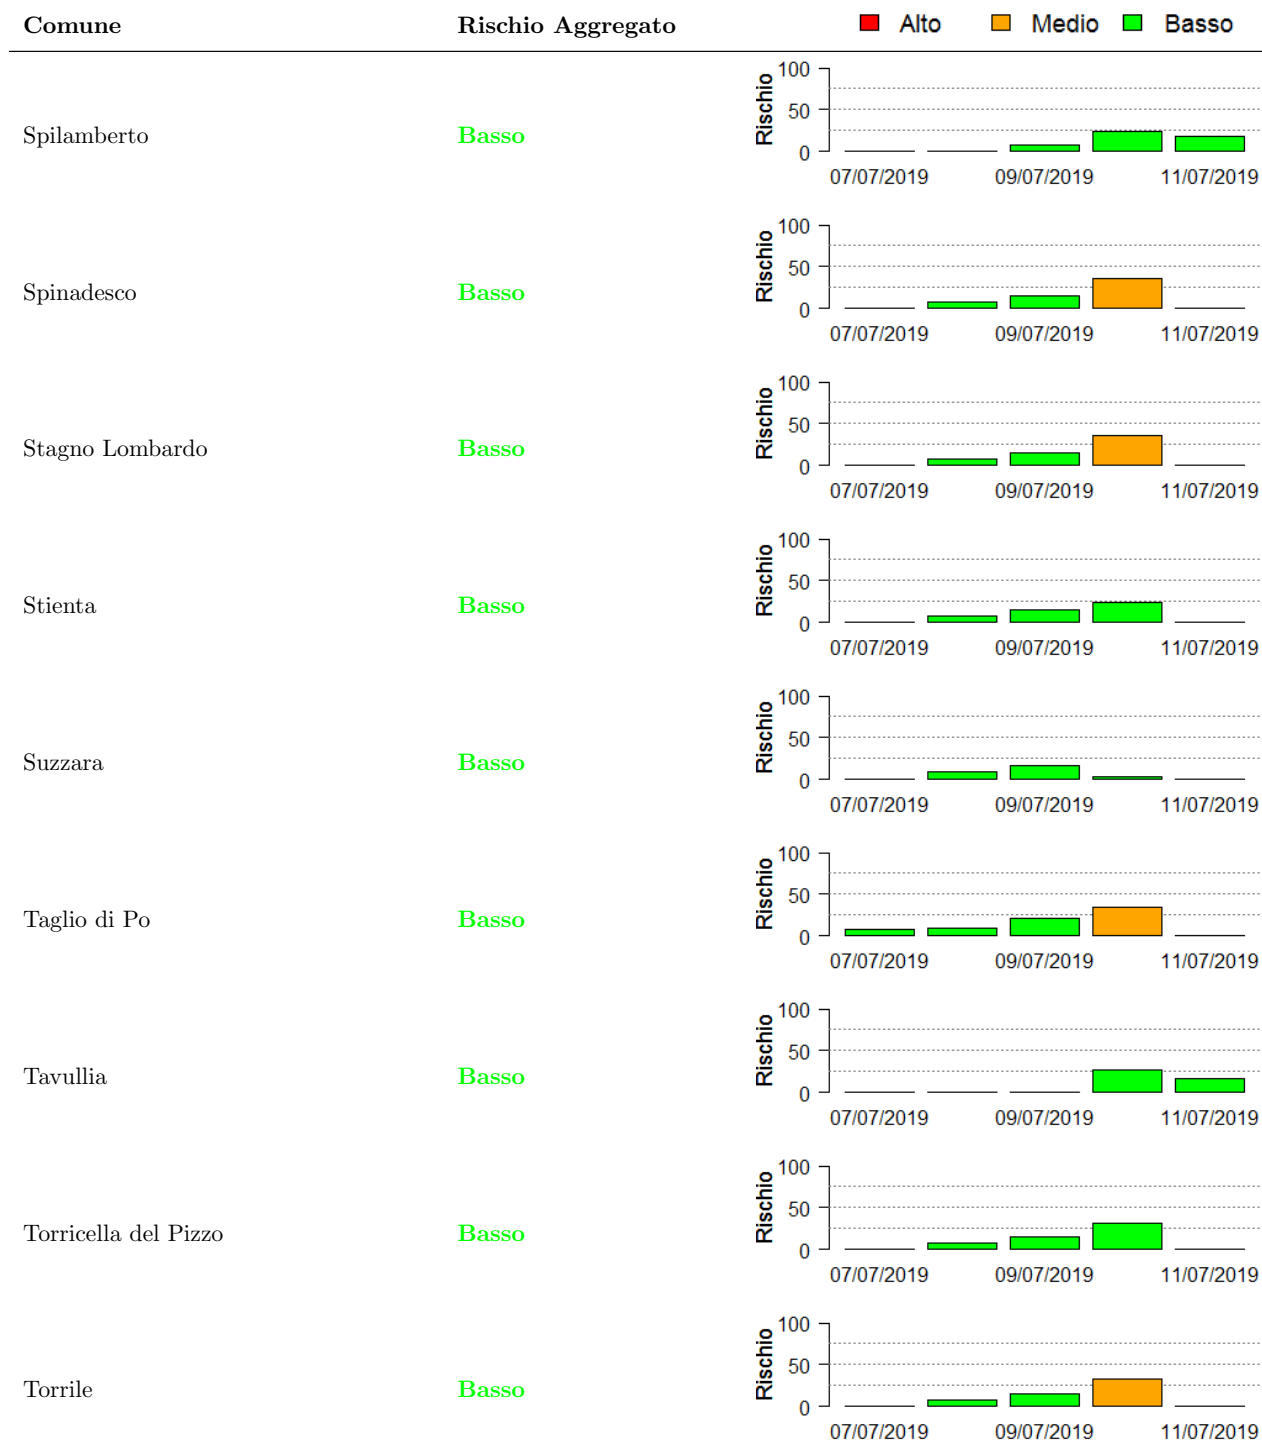 Comune Rischio Aggregato Alto Medio Basso
Spilamberto Basso Rischio 100 50 0
07/07/2019 09/07/2019 11/07/2019
Spinadesco Basso Rischio 100 50 0
07/07/2019 09/07/2019 11/07/2019
Stagno Lombardo Basso Rischio 100 50 0
07/07/2019 09/07/2019 11/07/2019
Stienta Basso Rischio 100 50 0
07/07/2019 09/07/2019 11/07/2019
Suzzara Basso Rischio 100 50 0
07/07/2019 09/07/2019 11/07/2019
Taglio di Po Basso Rischio 100 50 0
07/07/2019 09/07/2019 11/07/2019
Tavullia Basso Rischio 100 50 0
07/07/2019 09/07/2019 11/07/2019
Torricella del Pizzo Basso Rischio 100 50 0
07/07/2019 09/07/2019 11/07/2019
Torrile Basso Rischio 100 50 0
07/07/2019 09/07/2019 11/07/2019